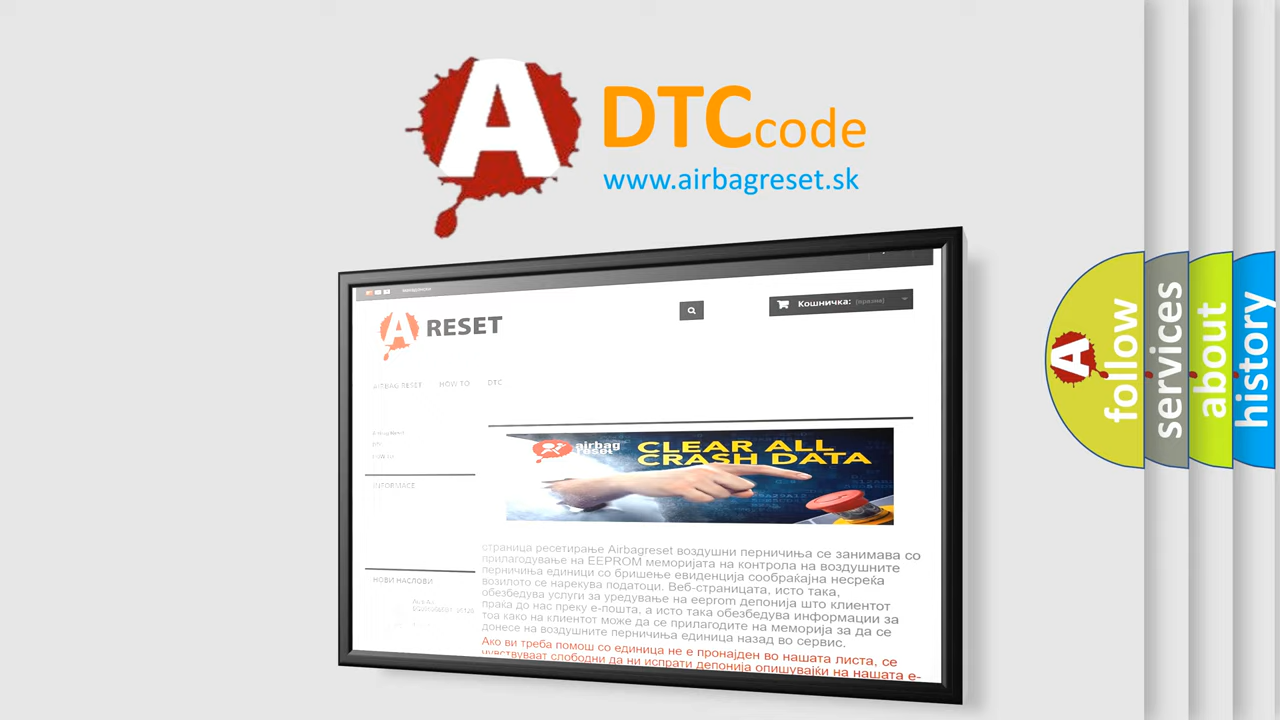 A
DTC code
www.airbagreset.sk
A RESET
Кошничка: (празна)
AIRBAG RESET HOW TO DTC
INFORMACE
airbag reset
CLEAR ALL
CRASH DATA
страница ресетирање Airbagreset воздушни перничиња се занимава со
прилагодување на EEPROM меморијата на контрола на воздушните
перничиња единици со бришење евиденција сообраќајна несреќа
возилото се нарекува податоци. Веб-страницата, исто така,
обезбедува услуги за уредување на eeprom депонија што клиентот
праќа до нас преку е-пошта, а исто така обезбедува информации за
тоа како на клиентот може да се прилагодите на меморија за да се
донесе на воздушните перничиња единица назад во сервис.
НОВИ НАСЛОВИ
Ако ви треба помош со единица не е пронајден во нашата листа, се
чувствуваат слободни да ни испрати депонија опишувајќи на нашата е-
A
follow
services
about
history